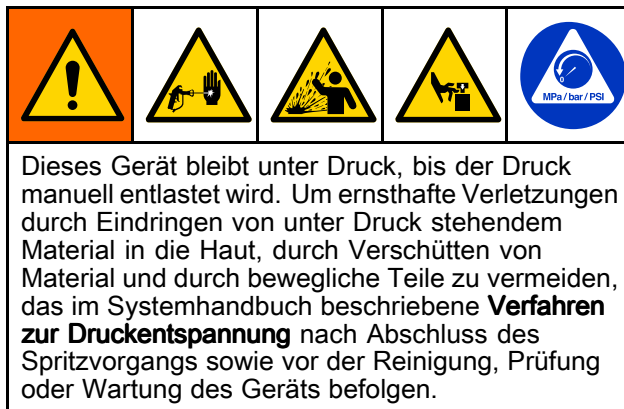 MPa/bar/PSI
Dieses Gerät bleibt unter Druck, bis der Druck
manuell entlastet wird. Um ernsthafte Verletzungen
durch Eindringen von unter Druck stehendem
Material in die Haut, durch Verschütten von
Material und durch bewegliche Teile zu vermeiden,
das im Systemhandbuch beschriebene Verfahren
zur Druckentspannung nach Abschluss des
Spritzvorgangs sowie vor der Reinigung, Prüfung
oder Wartung des Geräts befolgen.